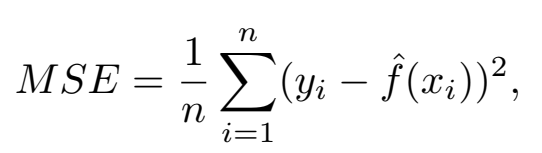 MSE = \frac{1}{n} \sum_{i=1}^{n} (y_i - \hat{f}(x_i))^2,